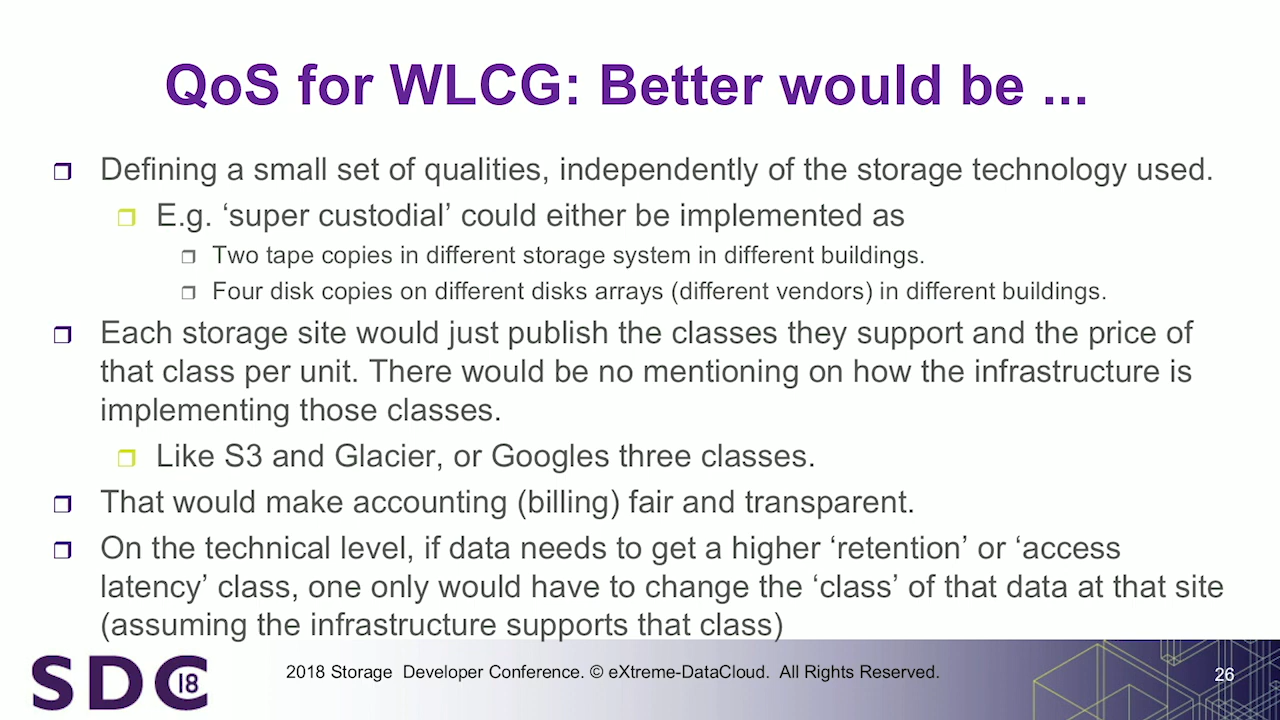 QoS for WLCG: Better would be ...
Defining a small set of qualities, independently of the storage technology used.
E.g. ‘super custodial’ could either be implemented as
Two tape copies in different storage system in different buildings.
Four disk copies on different disks arrays (different vendors) in different buildings.
Each storage site would just publish the classes they support and the price of
that class per unit. There would be no mentioning on how the infrastructure is
implementing those classes.
Like S3 and Glacier, or Googles three classes.
That would make accounting (billing) fair and transparent.
On the technical level, if data needs to get a higher ‘retention’ or ‘access
latency’ class, one only would have to change the ‘class’ of that data at that site
(assuming the infrastructure supports that class)
SDC 18
2018 Storage Developer Conference. © eXtreme-DataCloud. All Rights Reserved.
26